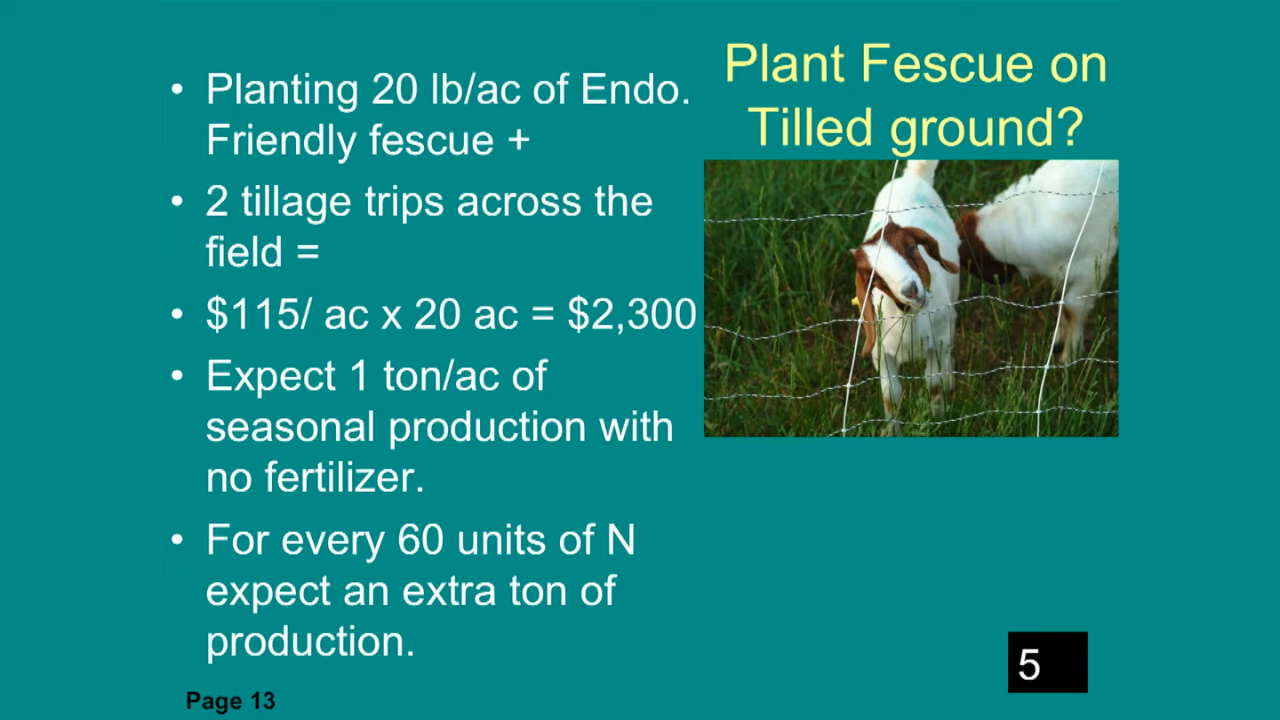 Plant Fescue on
Tilled ground?
• Planting 20 lb/ac of Endo.
Friendly fescue +
• 2 tillage trips across the
field =
• $115/ ac x 20 ac = $2,300
• Expect 1 ton/ac of
seasonal production with
no fertilizer.
• For every 60 units of N
expect an extra ton of
production.
5
Page 13